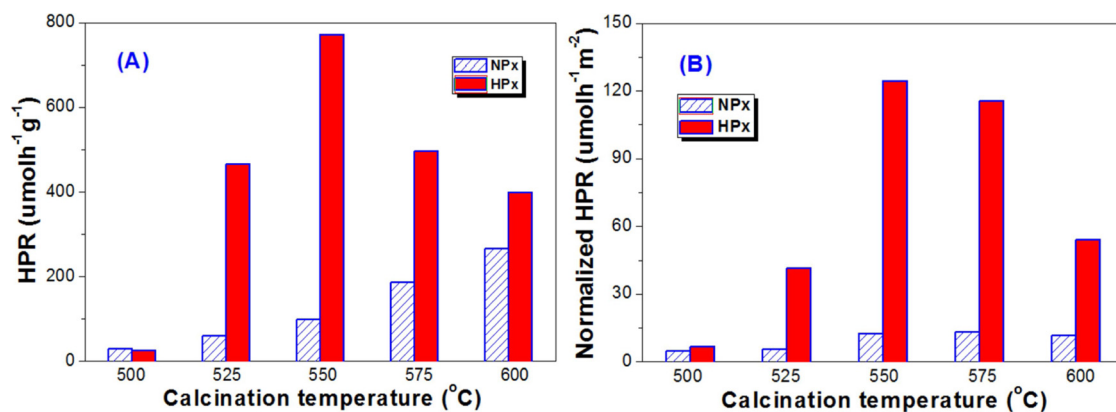 (A)
NPx
HPx
HPR (umolh⁻¹g⁻¹)
800
600
400
200
0
500 525 550 575 600
Calcination temperature (°C)
(B)
NPx
HPx
Normalized HPR (umolh⁻¹m⁻²)
150
120
90
60
30
0
500 525 550 575 600
Calcination temperature (°C)